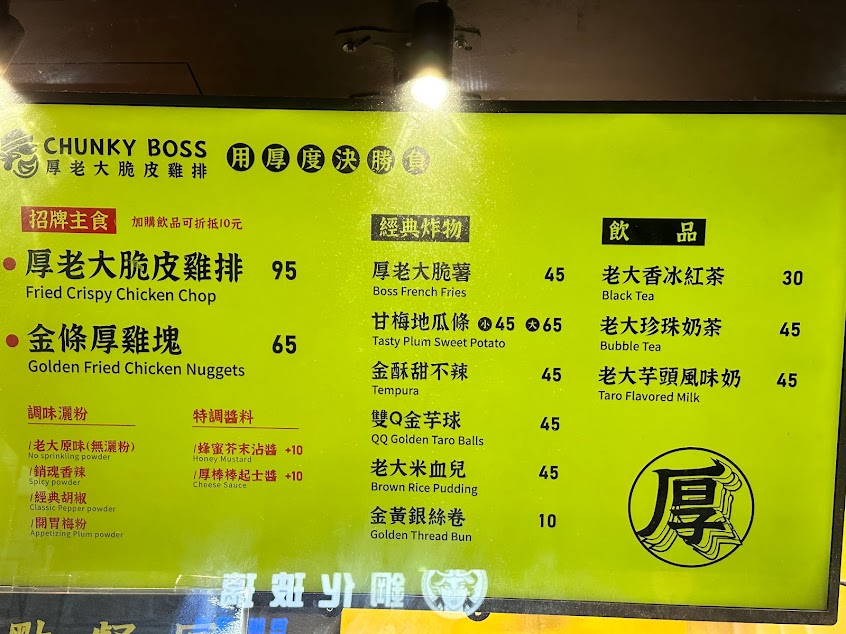 CHUNKY BOSS
厚老大脆皮雞排
用厚度決勝食
招牌主食 加購飲品可折抵10元
厚老大脆皮雞排 95
Fried Crispy Chicken Chop
金條厚雞塊 65
Golden Fried Chicken Nuggets
調味灑粉
/老大原味(無灑粉)
No sprinkling powder
/銷魂香辣
Spicy powder
/經典胡椒
Classic Pepper powder
/開胃梅粉
Appetizing Plum powder
特調醬料
/蜂蜜芥末沾醬 +10
Honey Mustard
/厚棒棒起士醬 +10
Cheese Sauce
經典炸物
厚老大脆薯 45
Boss French Fries
甘梅地瓜條 小45 大65
Tasty Plum Sweet Potato
金酥甜不辣 45
Tempura
雙Q金芋球 45
QQ Golden Taro Balls
老大米血兒 45
Brown Rice Pudding
金黃銀絲卷 10
Golden Thread Bun
飲品
老大香冰紅茶 30
Black Tea
老大珍珠奶茶 45
Bubble Tea
老大芋頭風味奶 45
Taro Flavored Milk
厚